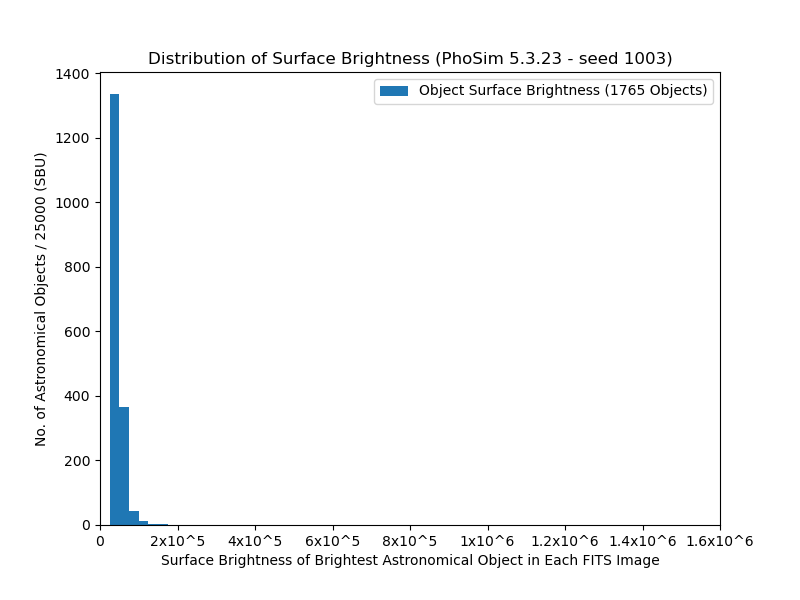 Distribution of Surface Brightness (PhoSim 5.3.23 - seed 1003)
Object Surface Brightness (1765 Objects)
No. of Astronomical Objects / 25000 (SBU)
1400
1200
1000
800
600
400
200
0
0 2x10^5 4x10^5 6x10^5 8x10^5 1x10^6 1.2x10^6 1.4x10^6 1.6x10^6
Surface Brightness of Brightest Astronomical Object in Each FITS Image